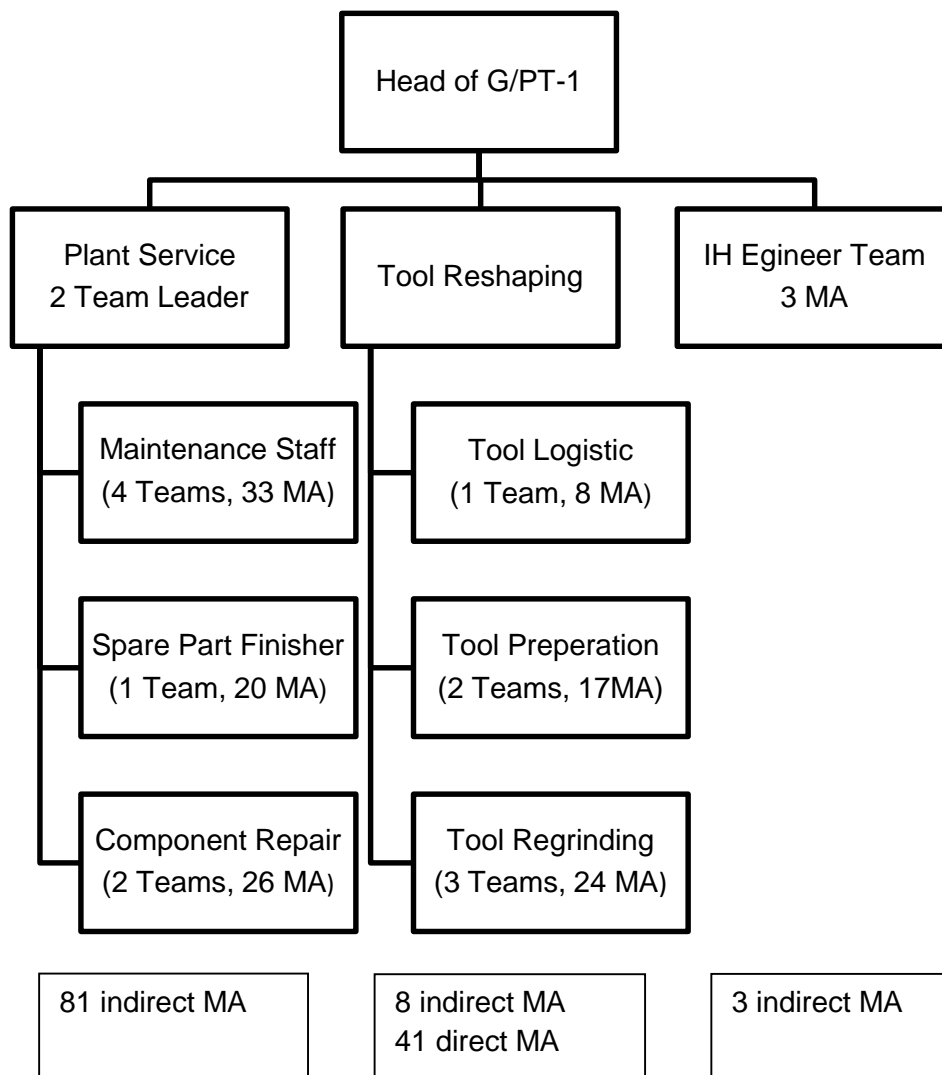 Head of G/PT-1
Plant Service
2 Team Leader
Tool Reshaping
IH Egineer Team
3 MA
Maintenance Staff
(4 Teams, 33 MA)
Tool Logistic
(1 Team, 8 MA)
Spare Part Finisher
(1 Team, 20 MA)
Tool Preperation
(2 Teams, 17MA)
Component Repair
(2 Teams, 26 MA)
Tool Regrinding
(3 Teams, 24 MA)
81 indirect MA
8 indirect MA
41 direct MA
3 indirect MA